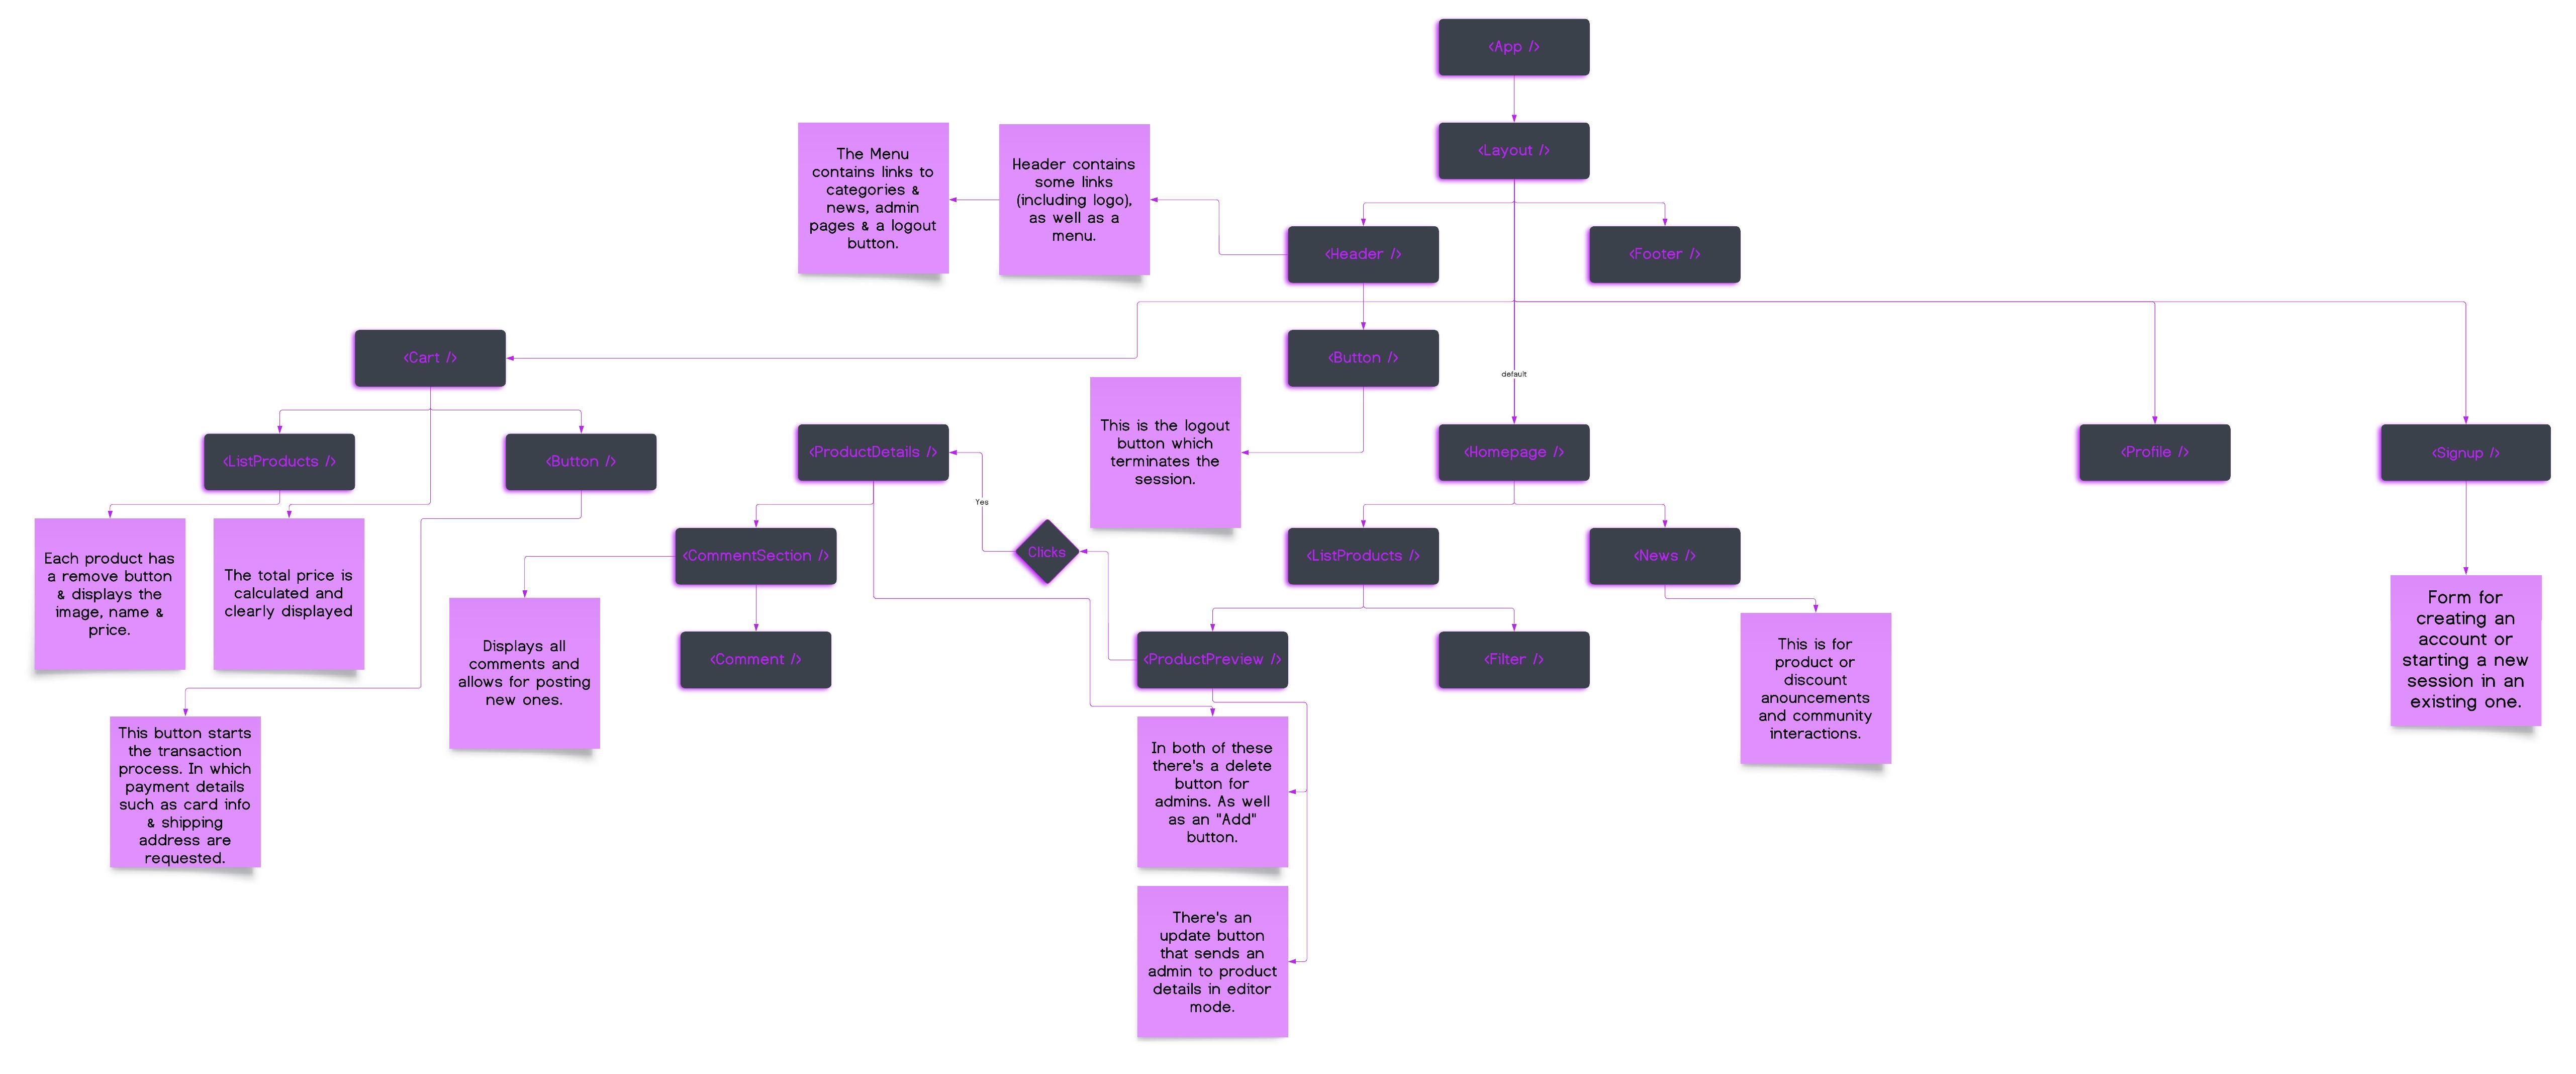 <App />
<Layout />
The Menu
contains links to
categories &
news, admin
pages & a logout
button.
Header contains
some links
(including logo),
as well as a
menu.
<Header />
<Footer />
<Cart />
<Button />
default
<ListProducts />
<Button />
<ProductDetails />
This is the logout
button which
terminates the
session.
<Homepage />
<Profile />
<Signup />
Yes
Each product has
a remove button
& displays the
image, name &
price.
The total price is
calculated and
clearly displayed
<CommentSection />
Clicks
<ListProducts />
<News />
Form for
creating an
account or
starting a new
session in an
existing one.
Displays all
comments and
allows for posting
new ones.
<Comment />
<ProductPreview />
<Filter />
This is for
product or
discount
anouncements
and community
interactions.
This button starts
the transaction
process. In which
payment details
such as card info
& shipping
address are
requested.
In both of these
there's a delete
button for
admins. As well
as an "Add"
button.
There's an
update button
that sends an
admin to product
details in editor
mode.